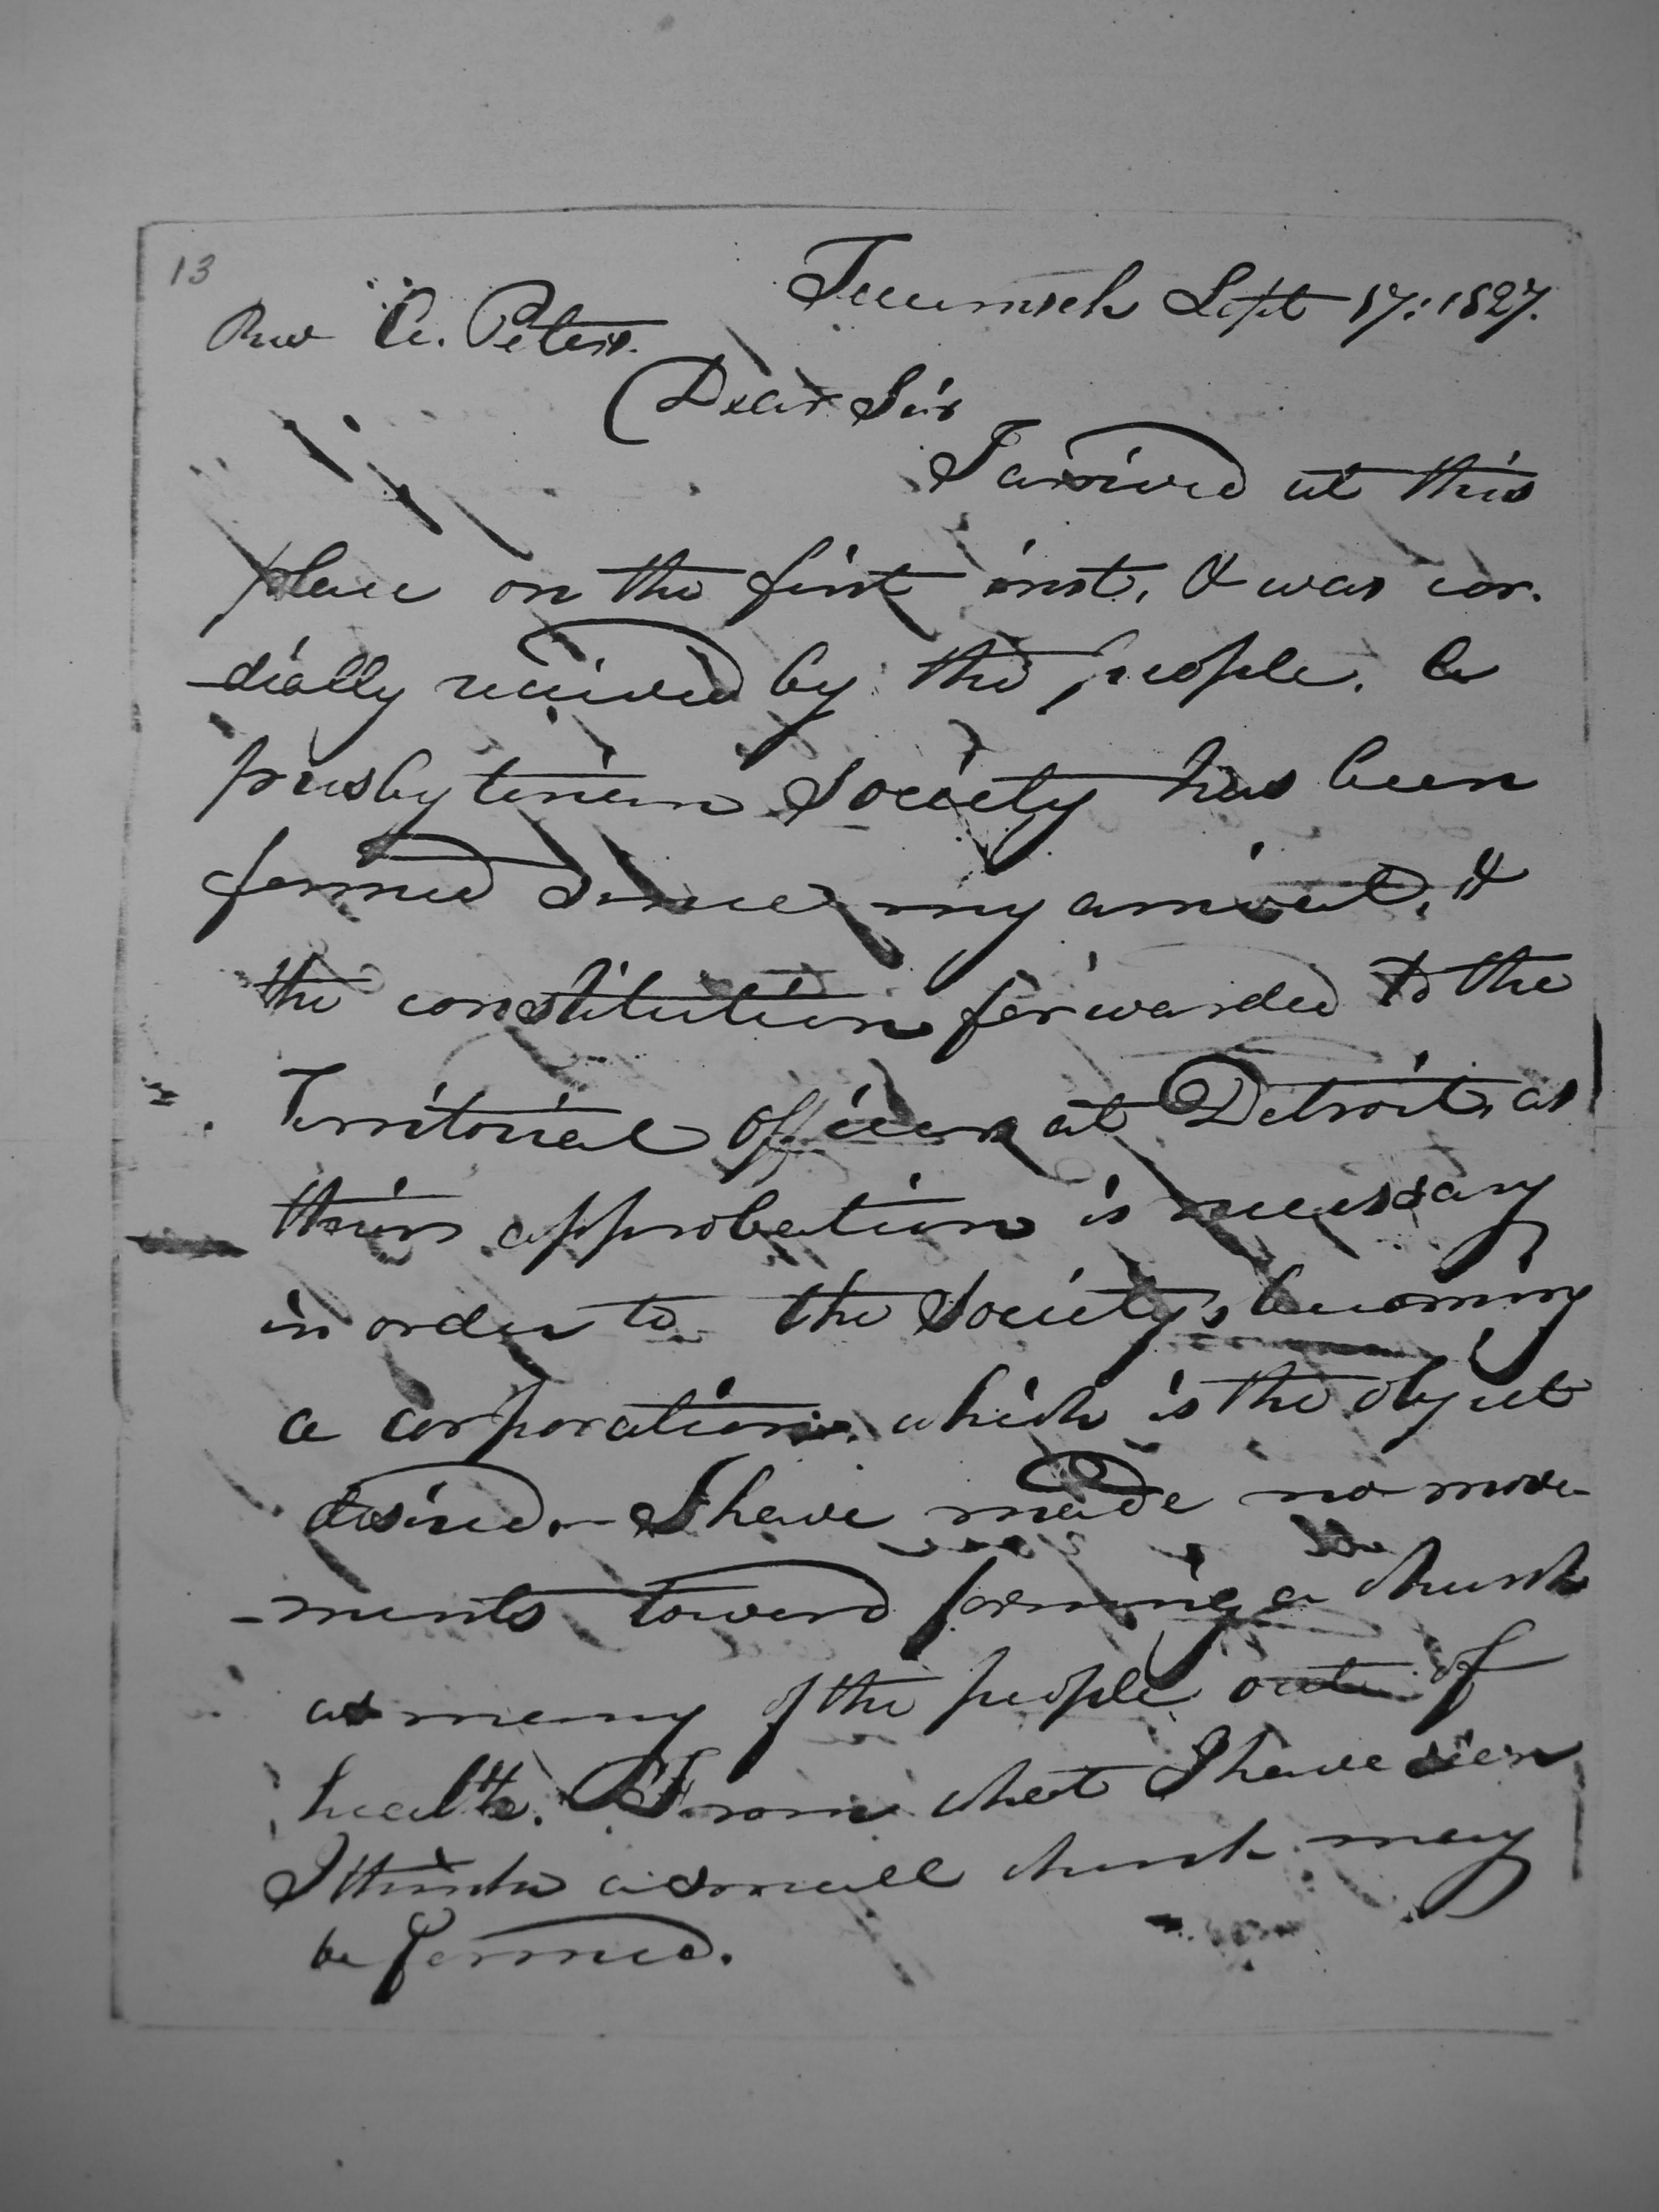 13
Tecumseh Sept 17: 1827.
Rev A. Peters.
Dear Sir
I arrived at this
place on the first inst. & was cor-
-dially received by the people. A
presbyterian Society has been
formed since my arrival, &
the constitution forwarded to the
Territorial officers at Detroit, as
their approbation is necessary
in order to the Society's becoming
a corporation, which is the object
desired. – I have made no move-
-ments toward forming a church
as many of the people out of
health. From what I have seen
I think a small church may
be formed.